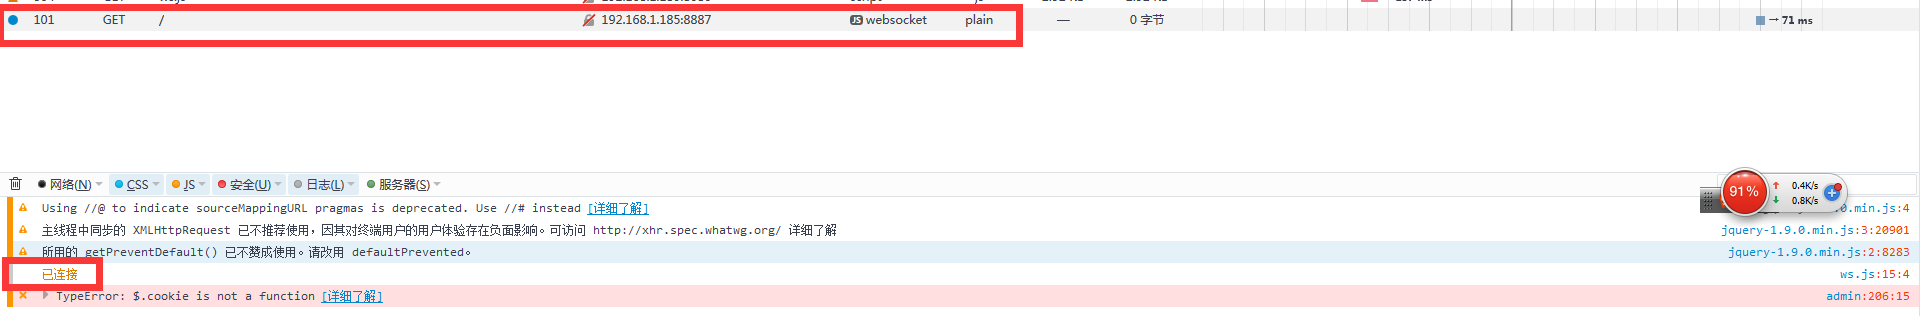 101 GET / 192.168.1.185:8887 JS websocket plain — 0 字节 → 71 ms
网络(N) CSS JS 安全(U) 日志(L) 服务器(S)
91% 0.4K/s
0.8K/s
Using //@ to indicate sourceMappingURL pragmas is deprecated. Use //# instead [详细了解] .0.min.js:4
主线程中同步的 XMLHttpRequest 已不推荐使用，因其对终端用户的用户体验存在负面影响。可访问 http://xhr.spec.whatwg.org/ 详细了解 jquery-1.9.0.min.js:3:20901
所用的 getPreventDefault() 已不赞成使用。请改用 defaultPrevented。 jquery-1.9.0.min.js:2:8283
已连接 ws.js:15:4
TypeError: $.cookie is not a function [详细了解] admin:206:15